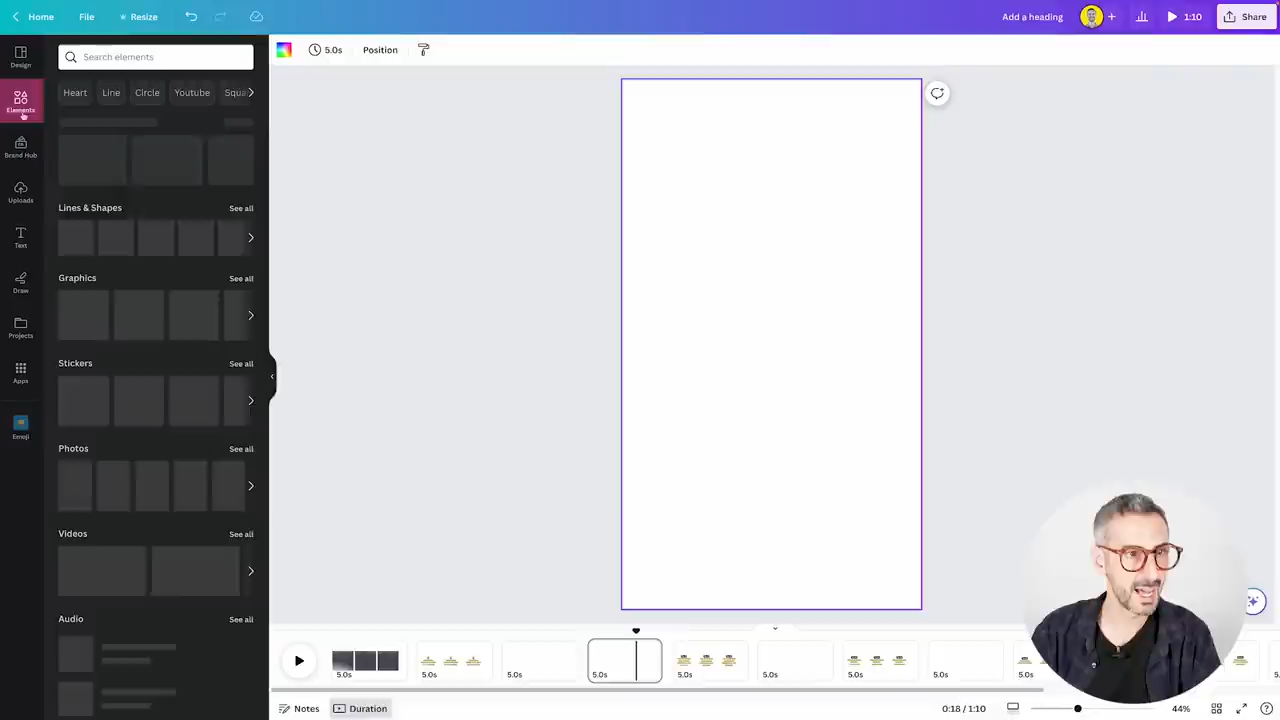 Home File Resize Add a heading 1:10 Share
Design
Search elements
5.0s Position
Heart Line Circle Youtube Squa
Elements
Brand Hub
Uploads
Lines & Shapes See all
Text
Graphics See all
Draw
Projects
Stickers See all
Apps
Emoji
Photos See all
Videos See all
Audio See all
5.0s 5.0s 5.0s 5.0s 5.0s 5.0s 5.0s 5.0s 5.0s
Notes Duration 0:18 / 1:10 44%